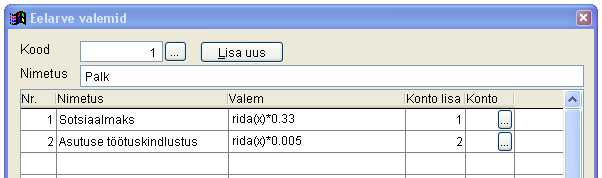 Eelarve valemid
Kood 1 ... Lisa uus
Nimetus Palk
Nr. Nimetus Valem Konto lisa Konto
1 Sotsiaalmaks rida(x)*0.33 1 ...
2 Asutuse töötuskindlustus rida(x)*0.005 2 ...